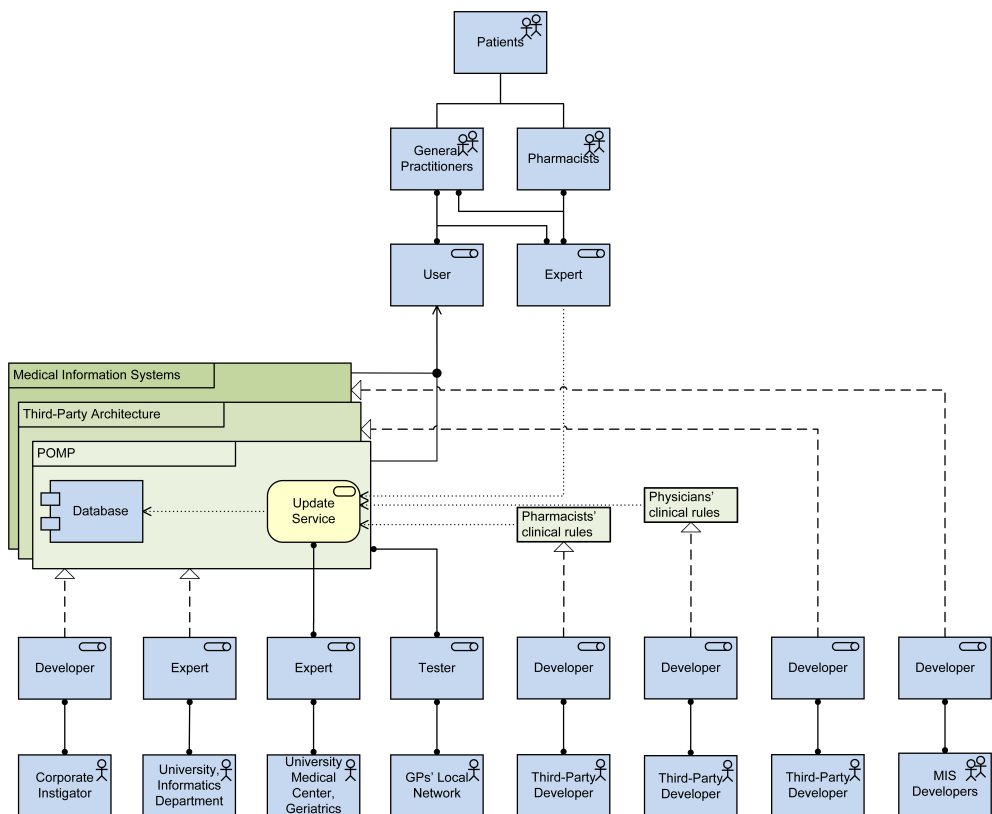 Patients
General
Practitioners
Pharmacists
User
Expert
Medical Information Systems
Third-Party Architecture
POMP
Database
Update
Service
Physicians'
clinical rules
Pharmacists'
clinical rules
Developer
Expert
Expert
Tester
Developer
Developer
Developer
Developer
Corporate
Instigator
University,
Informatics
Department
University
Medical
Center,
Geriatrics
GPs' Local
Network
Third-Party
Developer
Third-Party
Developer
Third-Party
Developer
MIS
Developers